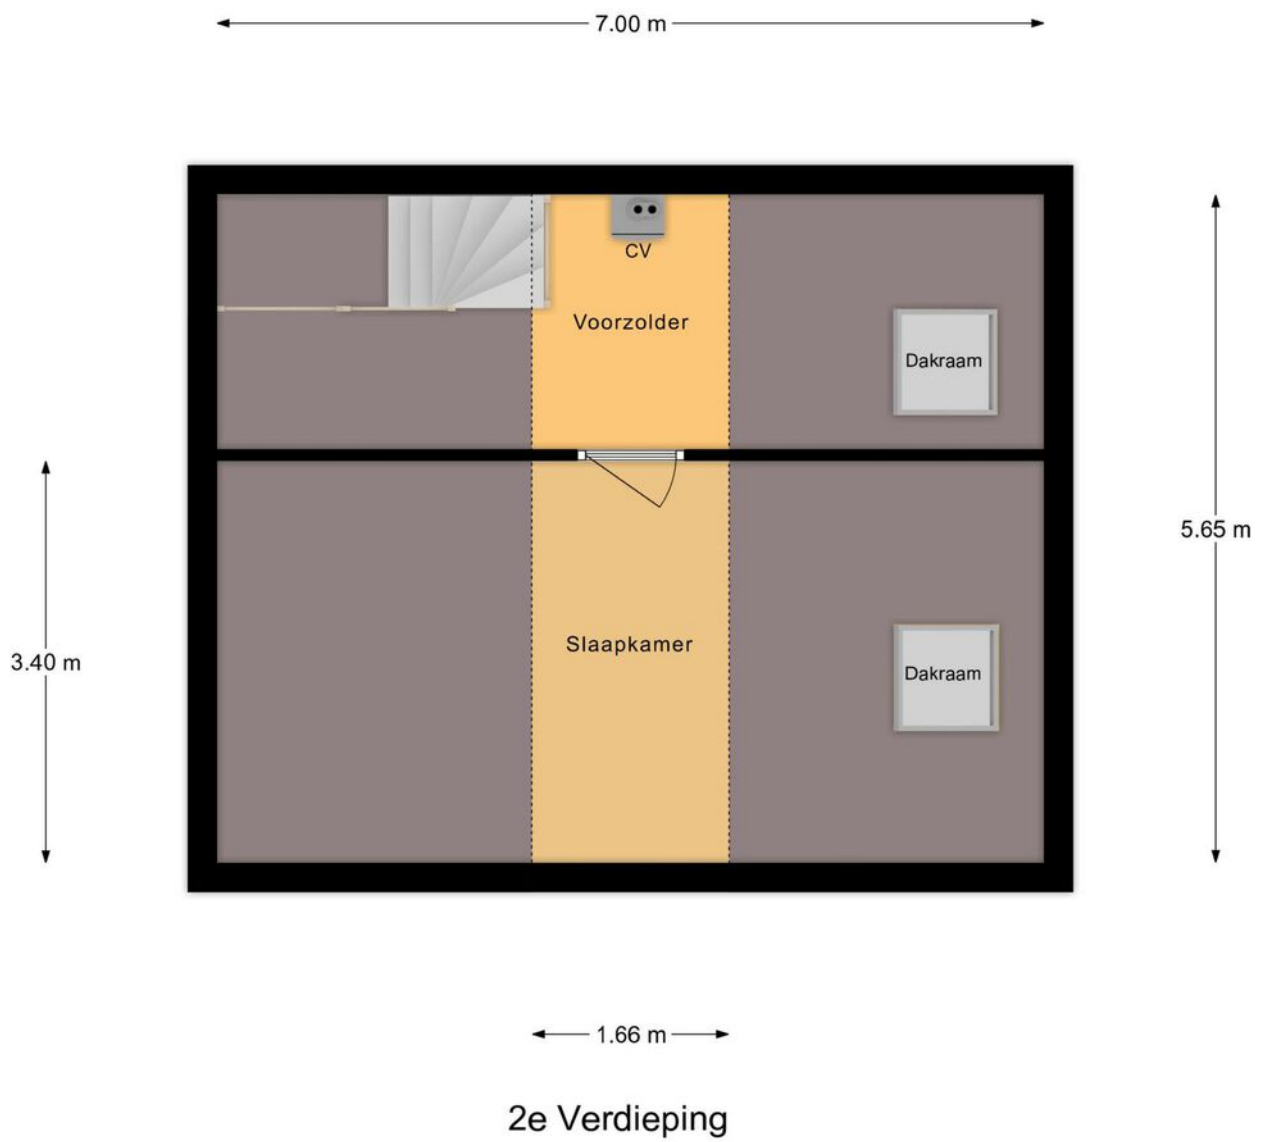 7.00 m
CV
Voorzolder
Dakraam
5.65 m
3.40 m
Slaapkamer
Dakraam
1.66 m
2e Verdieping